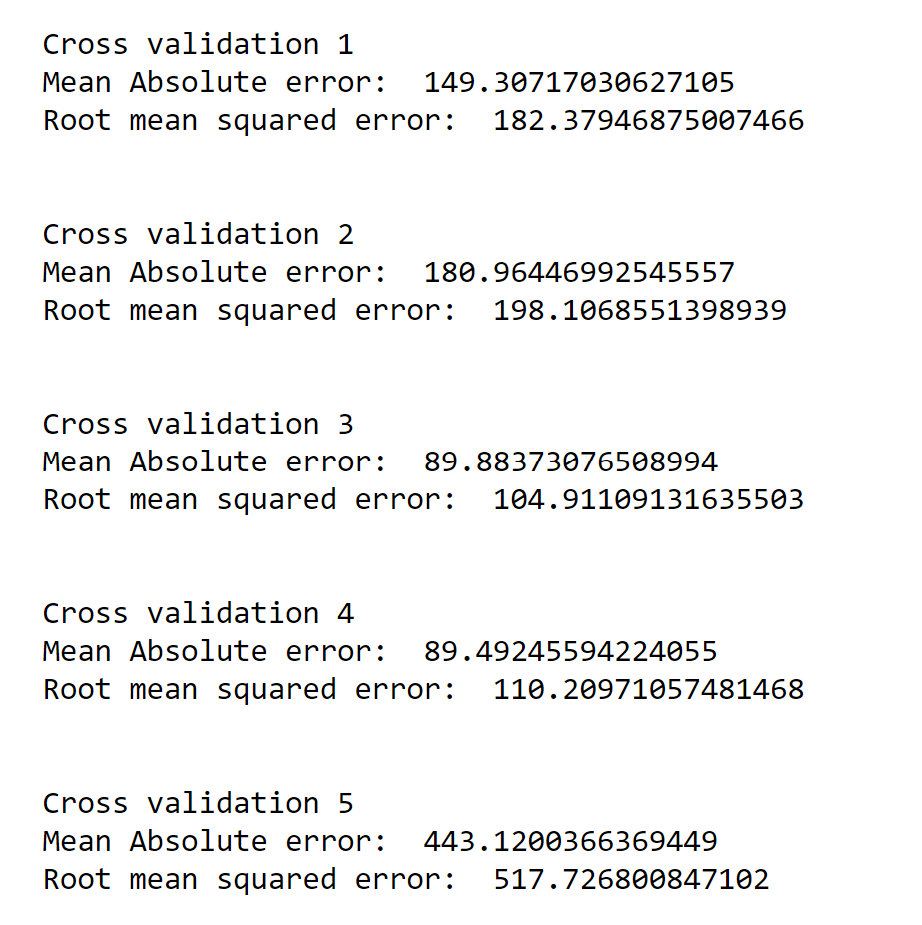 Cross validation 1
Mean Absolute error:  149.30717030627105
Root mean squared error:  182.37946875007466
Cross validation 2
Mean Absolute error:  180.96446992545557
Root mean squared error:  198.1068551398939
Cross validation 3
Mean Absolute error:  89.88373076508994
Root mean squared error:  104.91109131635503
Cross validation 4
Mean Absolute error:  89.49245594224055
Root mean squared error:  110.20971057481468
Cross validation 5
Mean Absolute error:  443.1200366369449
Root mean squared error:  517.726800847102